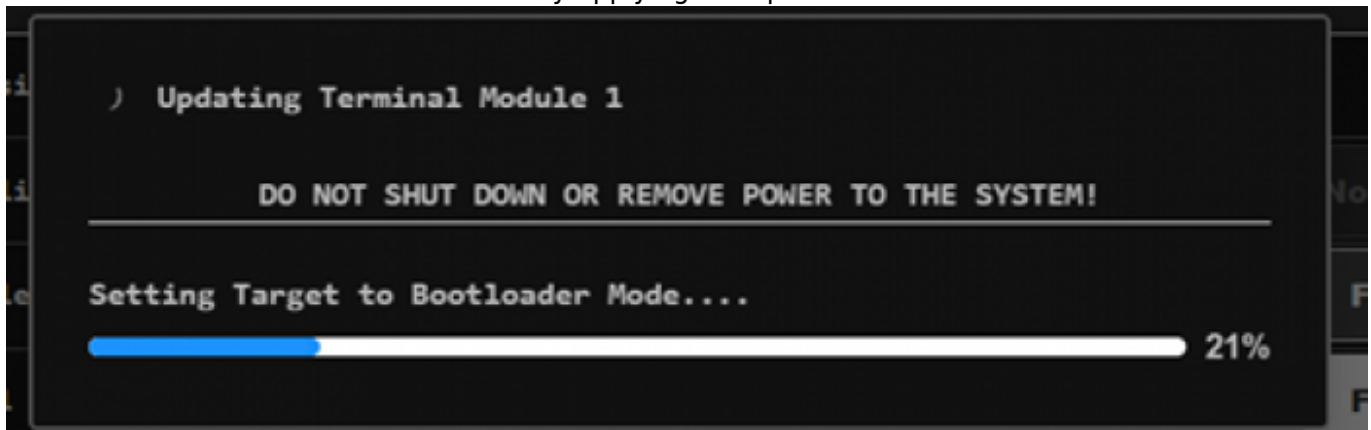 Updating Terminal Module 1
DO NOT SHUT DOWN OR REMOVE POWER TO THE SYSTEM!
Setting Target to Bootloader Mode....
21%